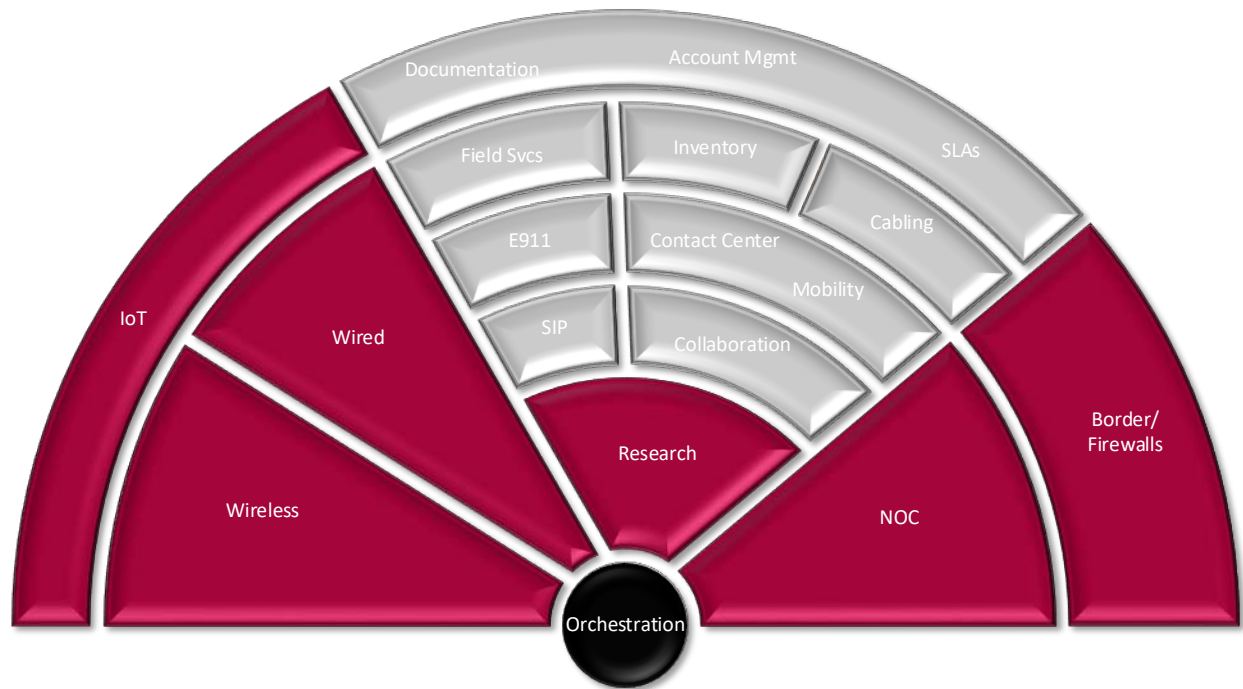 Documentation
Account Mgmt
SLAs
Field Svcs
Inventory
Cabling
E911
Contact Center
Mobility
SIP
Collaboration
IoT
Wired
Wireless
Research
NOC
Border/
Firewalls
Orchestration